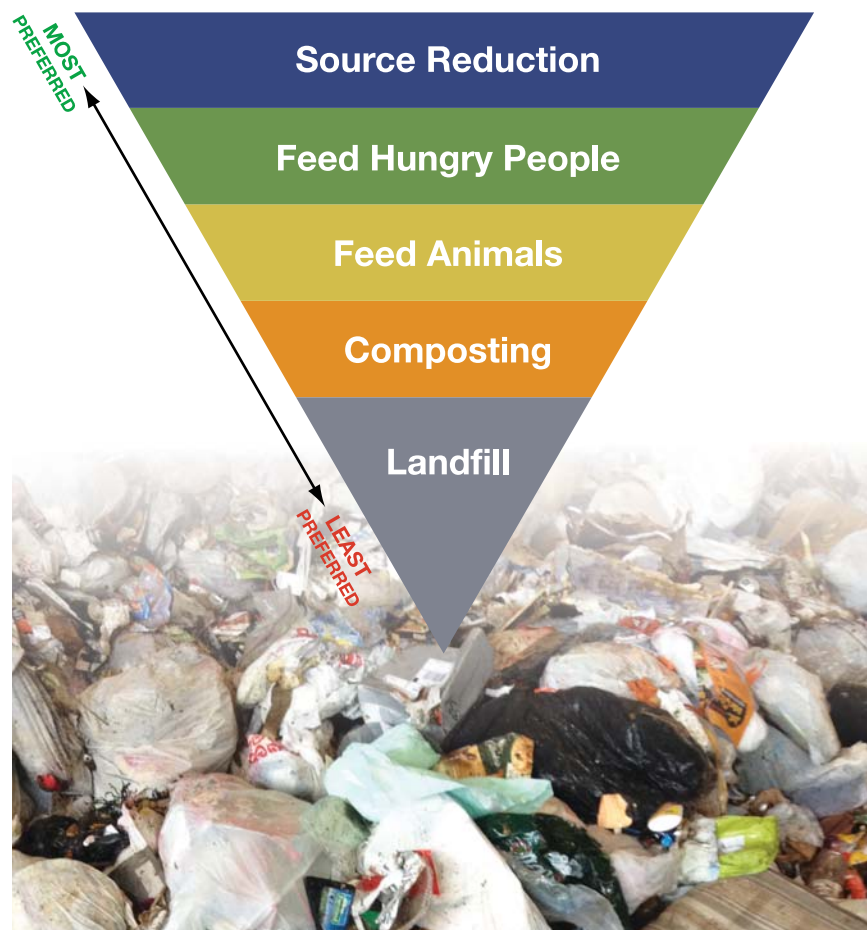 MOST
PREFERRED
Source Reduction
Feed Hungry People
Feed Animals
Composting
Landfill
LEAST
PREFERRED